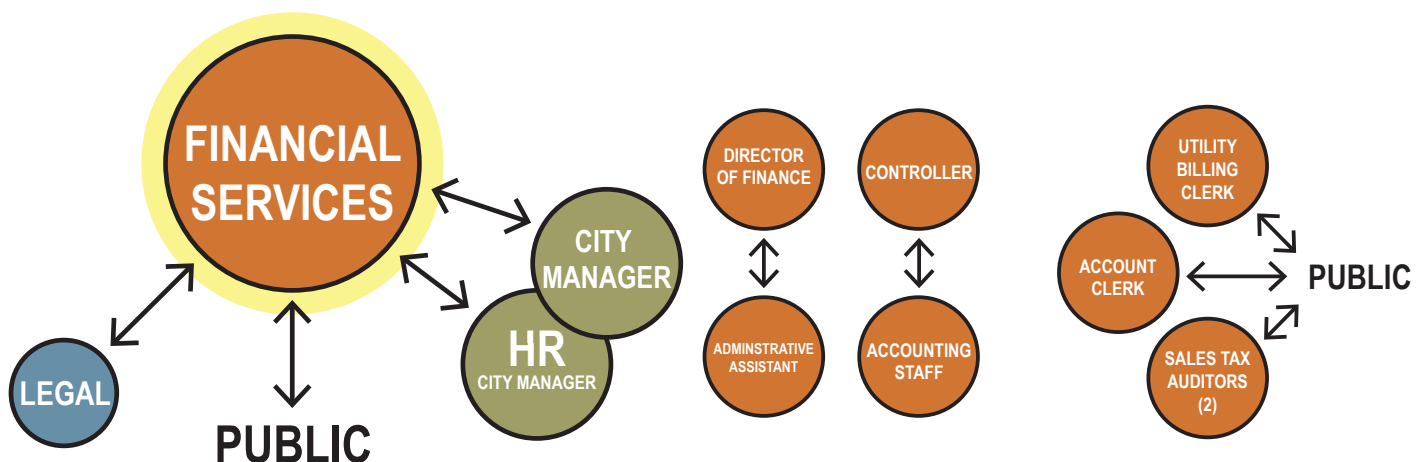 FINANCIAL
SERVICES
CITY
MANAGER
HR
CITY MANAGER
LEGAL
PUBLIC
DIRECTOR
OF FINANCE
ADMINSTRATIVE
ASSISTANT
CONTROLLER
ACCOUNTING
STAFF
UTILITY
BILLING
CLERK
ACCOUNT
CLERK
PUBLIC
SALES TAX
AUDITORS
(2)